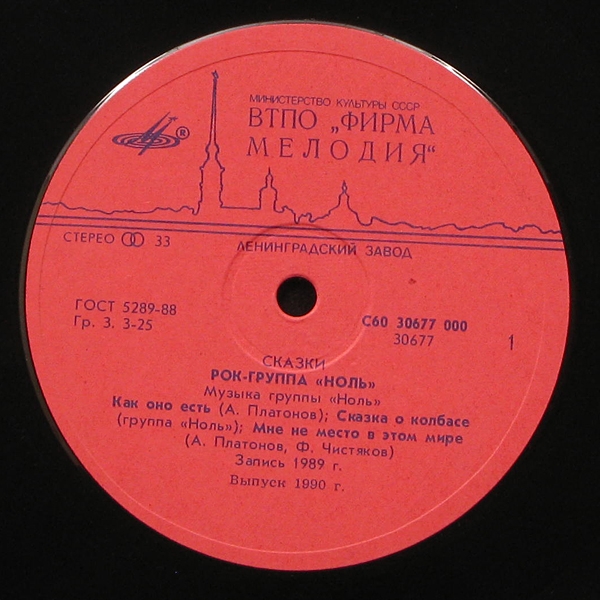 МИНИСТЕРСТВО КУЛЬТУРЫ СССР
ВТПО „ФИРМА
МЕЛОДИЯ“
®
СТЕРЕО 33
ЛЕНИНГРАДСКИЙ ЗАВОД
ГОСТ 5289-88
Гр. 3. 3-25
С60 30677 000
30677
1
СКАЗКИ
РОК-ГРУППА «НОЛЬ»
Музыка группы «Ноль»
Как оно есть (А. Платонов); Сказка о колбасе
(группа «Ноль»); Мне не место в этом мире
(А. Платонов, Ф. Чистяков)
Запись 1989 г.
Выпуск 1990 г.